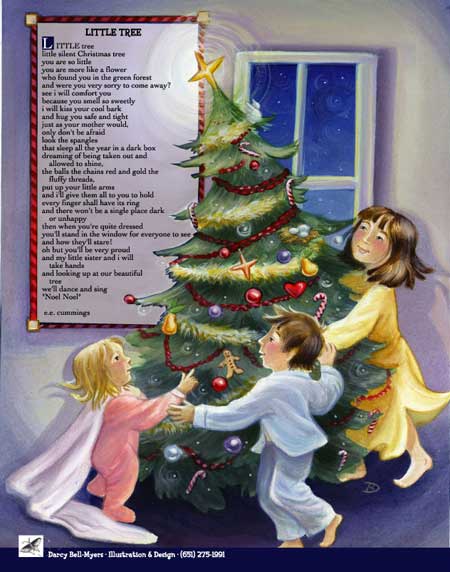 LITTLE TREE
LITTLE tree
little silent Christmas tree
you are so little
you are more like a flower
who found you in the green forest
and were you very sorry to come away?
see i will comfort you
because you smell so sweetly
i will kiss your cool bark
and hug you safe and tight
just as your mother would,
only don't be afraid
look the spangles
that sleep all the year in a dark box
dreaming of being taken out and
allowed to shine,
the balls the chains red and gold the
fluffy threads,
put up your little arms
and i'll give them all to you to hold
every finger shall have its ring
and there won't be a single place dark
or unhappy
then when you're quite dressed
you'll stand in the window for everyone to see
and how they'll stare!
oh but you'll be very proud
and my little sister and i will
take hands
and looking up at our beautiful
tree
we'll dance and sing
"Noel Noel"
e.e. cummings
Darcy Bell-Myers · Illustration & Design · (651) 275-1991